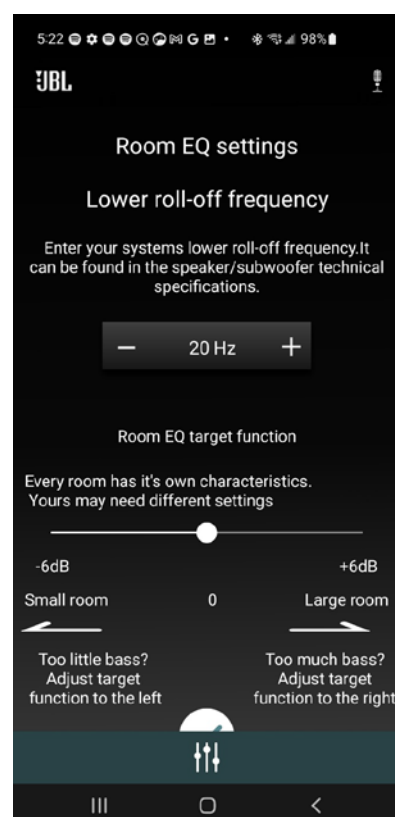 5:22 98%
JBL
Room EQ settings
Lower roll-off frequency
Enter your systems lower roll-off frequency.It
can be found in the speaker/subwoofer technical
specifications.
− 20 Hz +
Room EQ target function
Every room has it's own characteristics.
Yours may need different settings
-6dB +6dB
Small room 0 Large room
Too little bass? Too much bass?
Adjust target Adjust target
function to the left function to the right